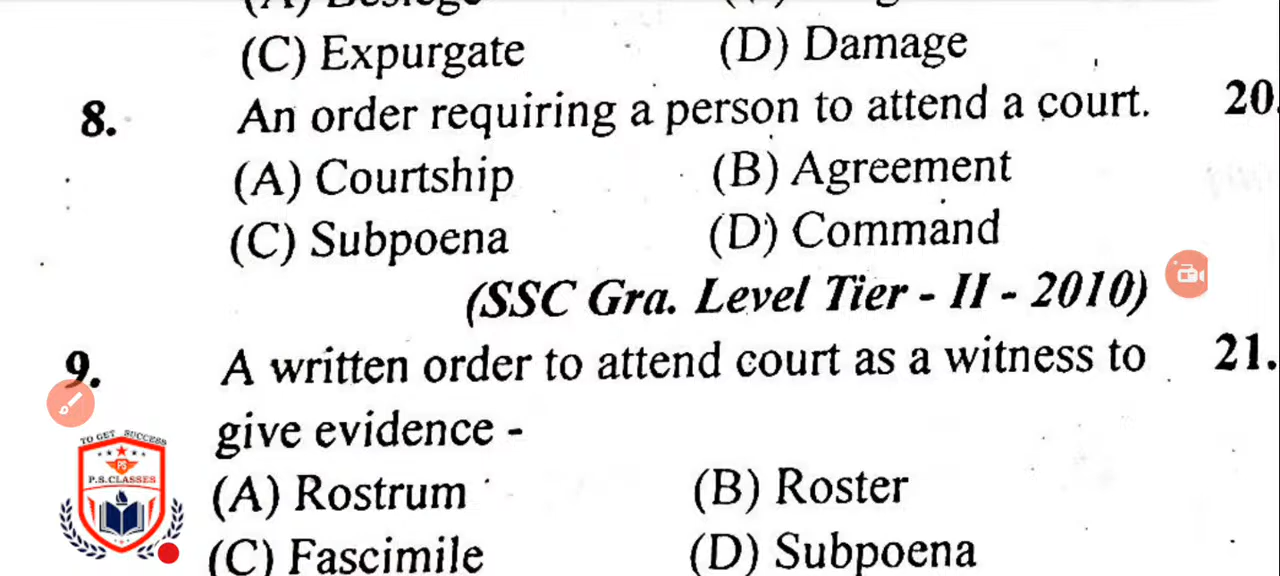 (C) Expurgate (D) Damage
8. An order requiring a person to attend a court. 20.
(A) Courtship (B) Agreement
(C) Subpoena (D) Command
(SSC Gra. Level Tier - II - 2010)
9. A written order to attend court as a witness to 21.
give evidence -
TO GET SUCCESS
PS
P.S.CLASSES
(A) Rostrum (B) Roster
(C) Fascimile (D) Subpoena